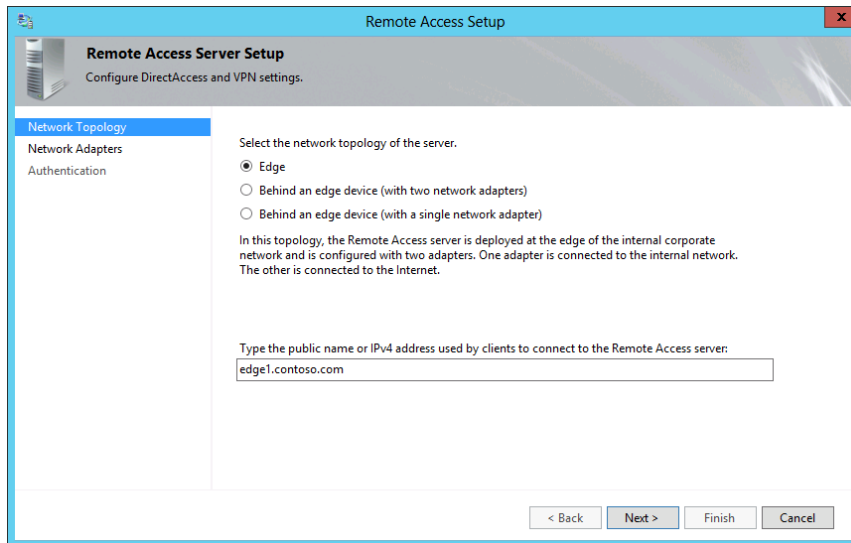 Remote Access Setup
x
Remote Access Server Setup
Configure DirectAccess and VPN settings.
Network Topology
Network Adapters
Authentication
Select the network topology of the server.
Edge
Behind an edge device (with two network adapters)
Behind an edge device (with a single network adapter)
In this topology, the Remote Access server is deployed at the edge of the internal corporate
network and is configured with two adapters. One adapter is connected to the internal network.
The other is connected to the Internet.
Type the public name or IPv4 address used by clients to connect to the Remote Access server:
edge1.contoso.com
< Back Next > Finish Cancel